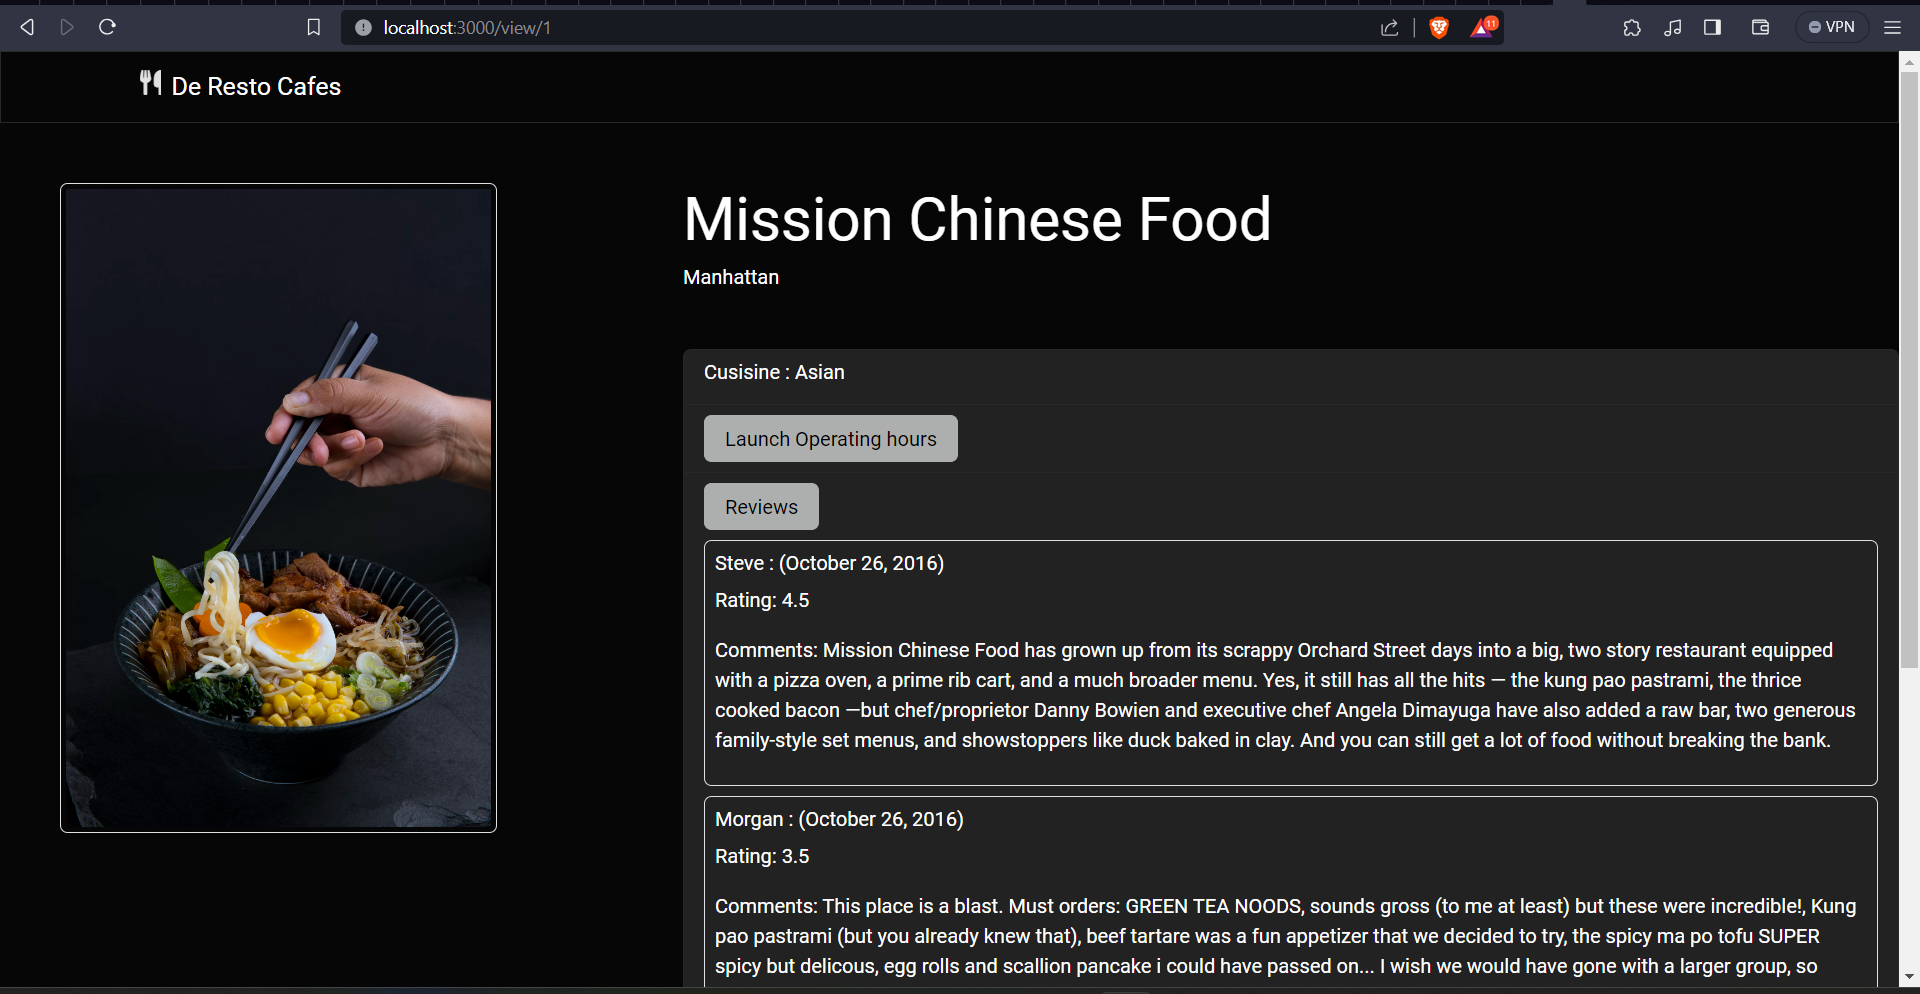 localhost:3000/view/1
11
VPN
De Resto Cafes
Mission Chinese Food
Manhattan
Cusisine : Asian
Launch Operating hours
Reviews
Steve : (October 26, 2016)
Rating: 4.5
Comments: Mission Chinese Food has grown up from its scrappy Orchard Street days into a big, two story restaurant equipped
with a pizza oven, a prime rib cart, and a much broader menu. Yes, it still has all the hits — the kung pao pastrami, the thrice
cooked bacon —but chef/proprietor Danny Bowien and executive chef Angela Dimayuga have also added a raw bar, two generous
family-style set menus, and showstoppers like duck baked in clay. And you can still get a lot of food without breaking the bank.
Morgan : (October 26, 2016)
Rating: 3.5
Comments: This place is a blast. Must orders: GREEN TEA NOODS, sounds gross (to me at least) but these were incredible!, Kung
pao pastrami (but you already knew that), beef tartare was a fun appetizer that we decided to try, the spicy ma po tofu SUPER
spicy but delicous, egg rolls and scallion pancake i could have passed on... I wish we would have gone with a larger group, so